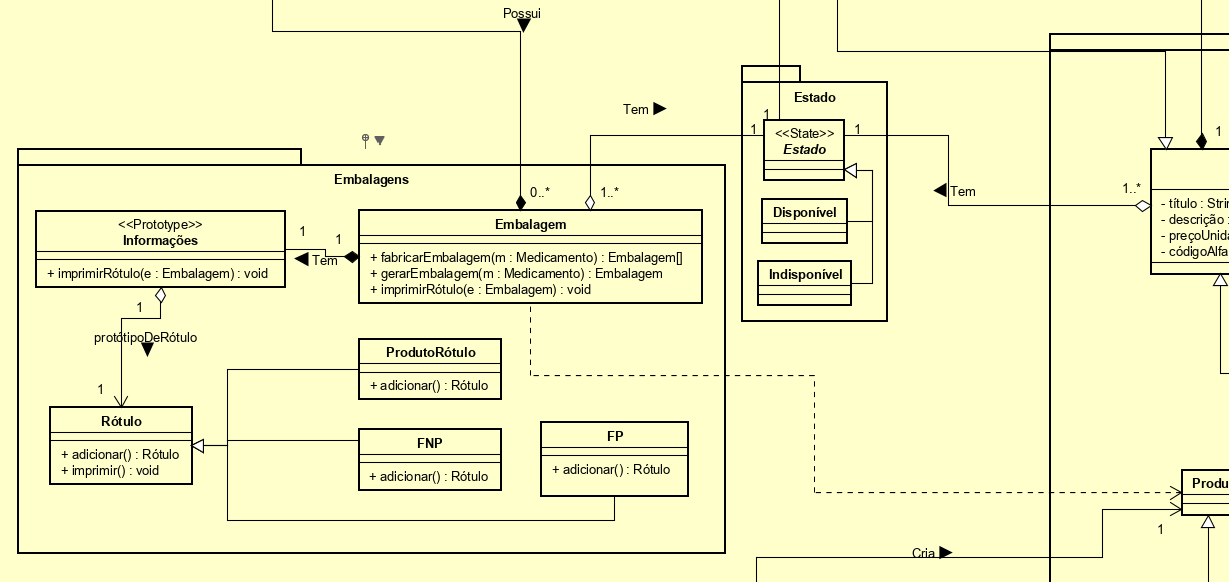 Possui
Tem
Estado
1
1
<<State>>
Estado
1
1
Tem
1..*
- título : Strin
- descrição :
- preçoUnida
- códigoAlfa
Disponível
Indisponível
Embalagens
0..*
1..*
<<Prototype>>
Informações
+ imprimirRótulo(e : Embalagem) : void
1
1
Tem
Embalagem
+ fabricarEmbalagem(m : Medicamento) : Embalagem[]
+ gerarEmbalagem(m : Medicamento) : Embalagem
+ imprimirRótulo(e : Embalagem) : void
1
protótipoDeRótulo
1
Rótulo
+ adicionar() : Rótulo
+ imprimir() : void
ProdutoRótulo
+ adicionar() : Rótulo
FNP
+ adicionar() : Rótulo
FP
+ adicionar() : Rótulo
Produ
1
Cria